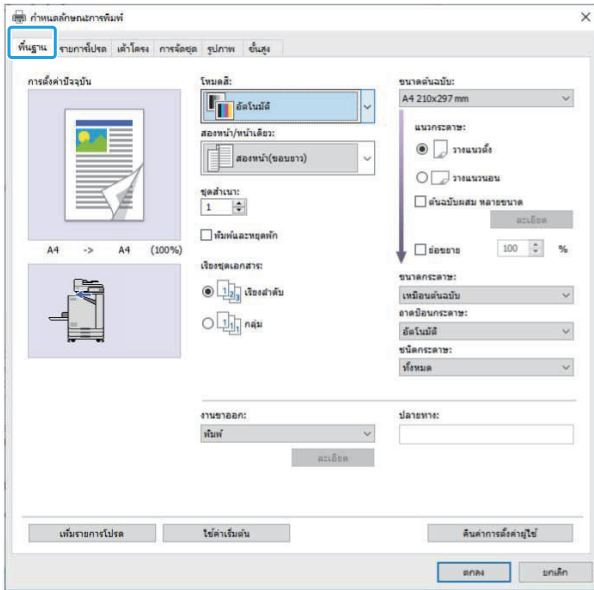 กำหนดลักษณะการพิมพ์
พื้นฐาน รายการโปรด เค้าโครง การจัดชุด รูปภาพ ขั้นสูง
การตั้งค่าปัจจุบัน
A4 -> A4 (100%)
โหมดสี:
อัตโนมัติ
สองหน้า/หน้าเดียว:
สองหน้า(ขอบยาว)
ชุดสำเนา:
1
พิมพ์และหยุดพัก
เรียงชุดเอกสาร:
เรียงลำดับ
กลุ่ม
ขนาดต้นฉบับ:
A4 210x297 mm
แนวกระดาษ:
วางแนวตั้ง
วางแนวนอน
ต้นฉบับผสม หลายขนาด
ละเอียด
ย่อขยาย 100 %
ขนาดกระดาษ:
เหมือนต้นฉบับ
ถาดป้อนกระดาษ:
อัตโนมัติ
ชนิดกระดาษ:
ทั้งหมด
งานขาออก:
พิมพ์
ละเอียด
ปลายทาง:
เพิ่มรายการโปรด ใช้ค่าเริ่มต้น คืนค่าการตั้งค่าผู้ใช้
ตกลง ยกเลิก